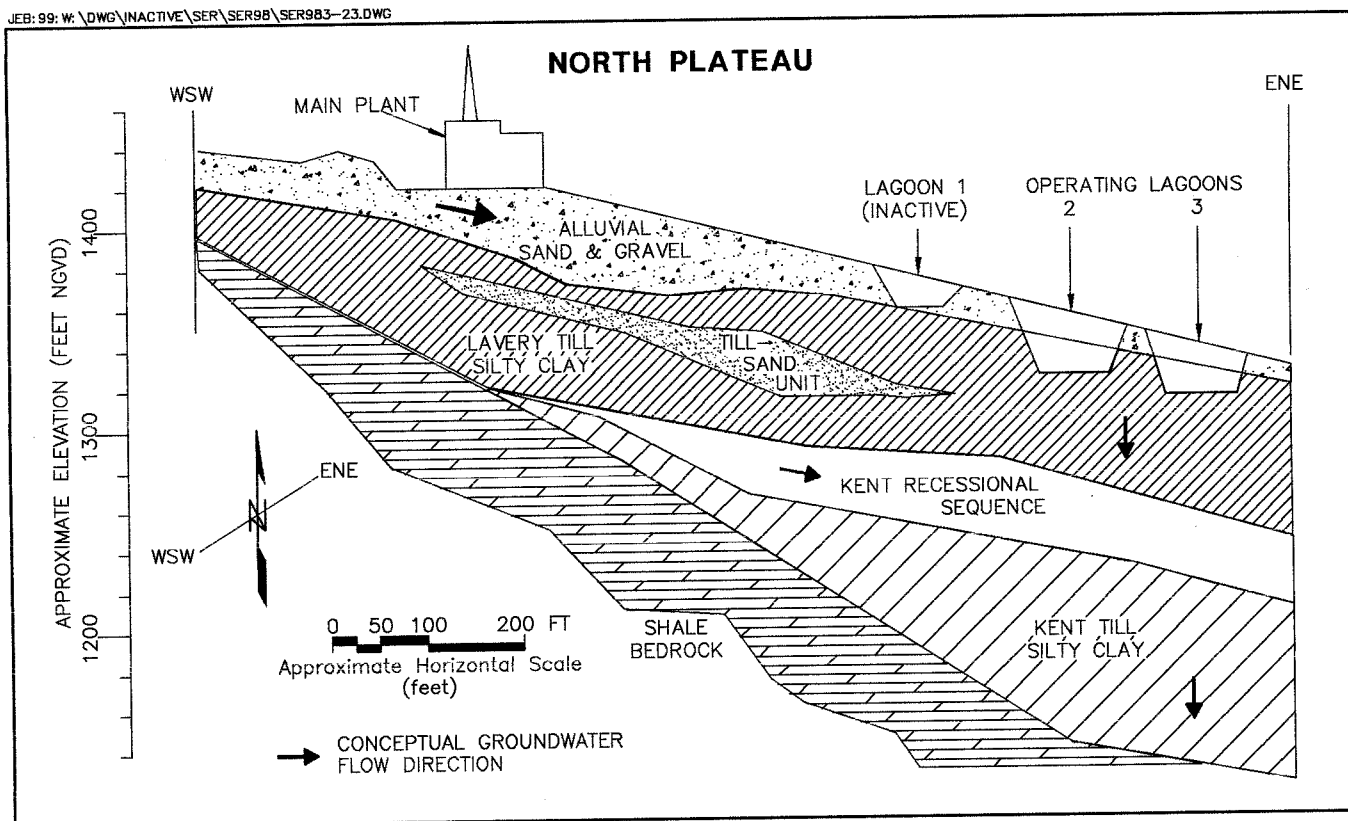 JEB: 99: W: \DWG\INACTIVE\SER\SER98\SER983-23.DWG
NORTH PLATEAU
WSW
ENE
MAIN PLANT
LAGOON 1
(INACTIVE)
OPERATING LAGOONS
2
3
ALLUVIAL
SAND & GRAVEL
LAVERY TILL
SILTY CLAY
TILL
SAND
UNIT
KENT RECESSIONAL
SEQUENCE
KENT TILL
SILTY CLAY
SHALE
BEDROCK
APPROXIMATE ELEVATION (FEET NGVD)
1400
1300
1200
ENE
N
WSW
0 50 100 200 FT
Approximate Horizontal Scale
(feet)
CONCEPTUAL GROUNDWATER
FLOW DIRECTION